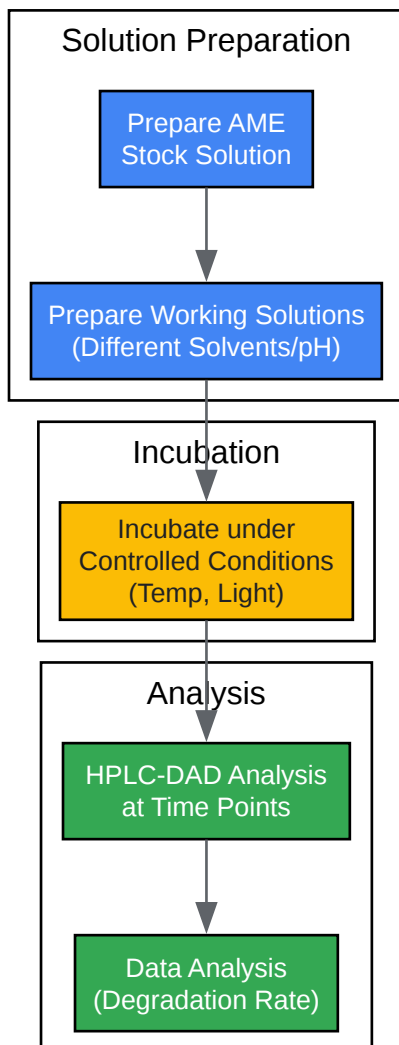 Solution Preparation
Prepare AME
Stock Solution
Prepare Working Solutions
(Different Solvents/pH)
Incubation
Incubate under
Controlled Conditions
(Temp, Light)
Analysis
HPLC-DAD Analysis
at Time Points
Data Analysis
(Degradation Rate)